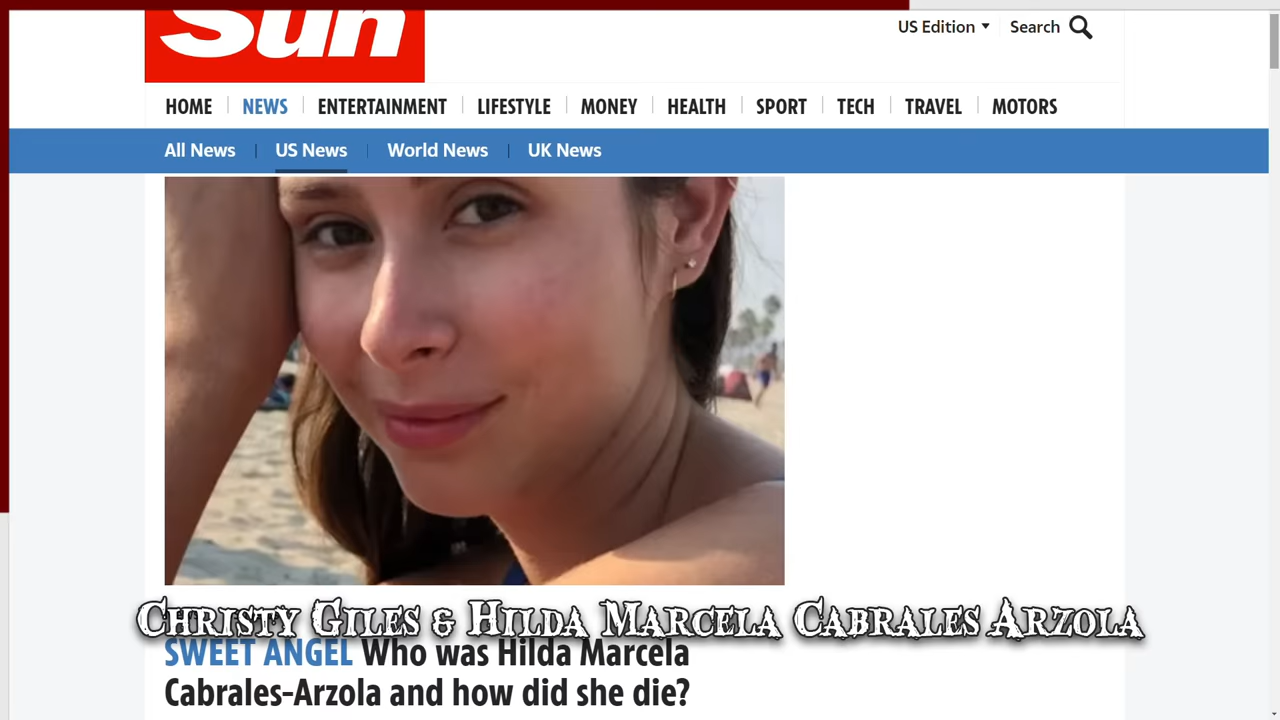 Sun
US Edition Search
HOME NEWS ENTERTAINMENT LIFESTYLE MONEY HEALTH SPORT TECH TRAVEL MOTORS
All News US News World News UK News
CHRISTY GILES & HILDA MARCELA CABRALES ARZOLA
SWEET ANGEL Who was Hilda Marcela
Cabrales-Arzola and how did she die?